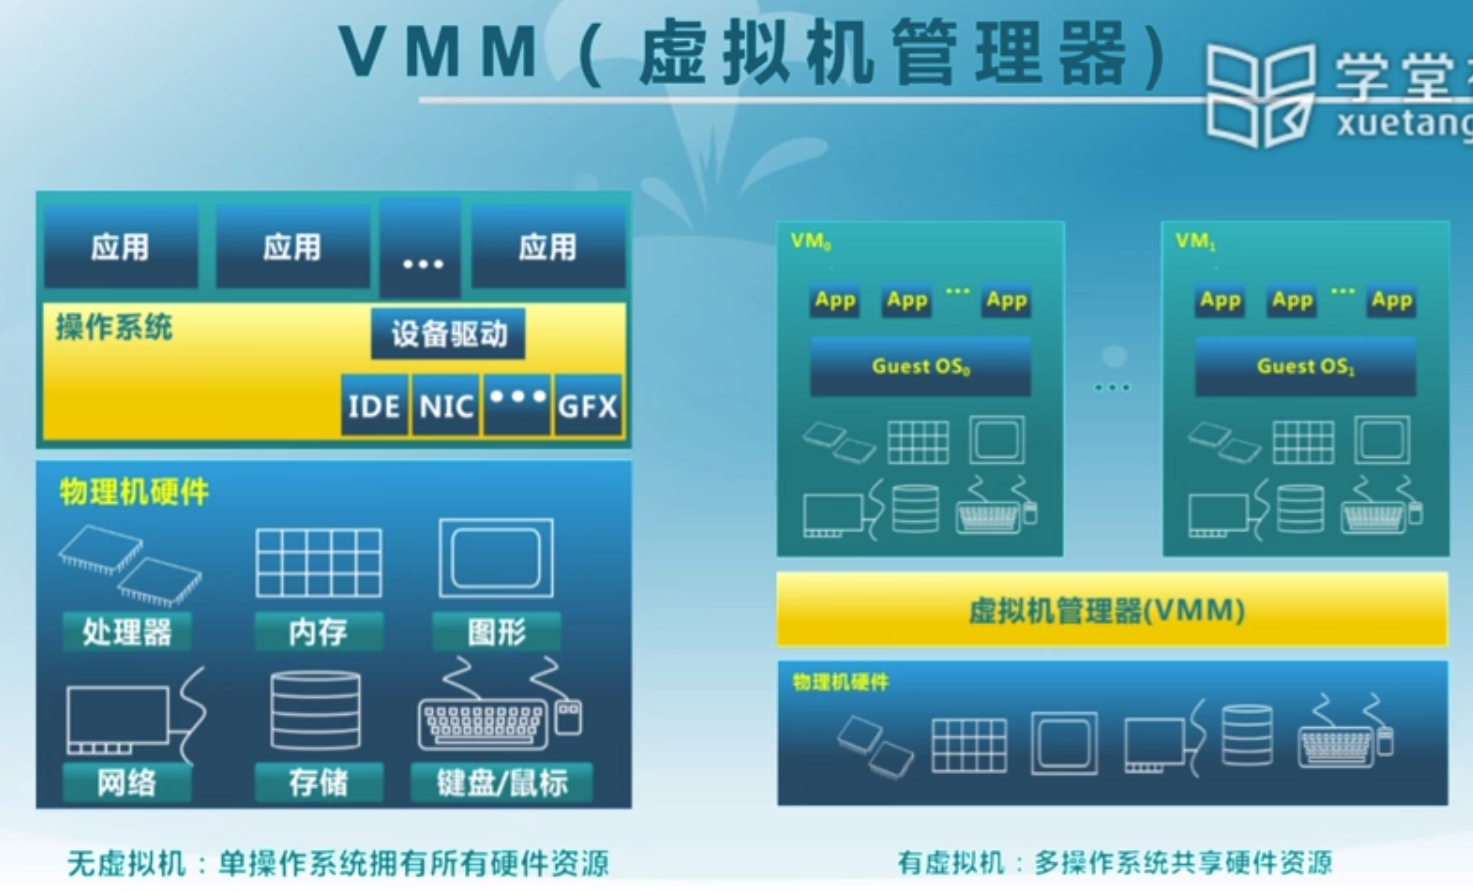 VMM(虚拟机管理器)
学堂
xuetang
应用
应用
...
应用
操作系统
设备驱动
IDE
NIC
...
GFX
物理机硬件
处理器
内存
图形
网络
存储
键盘/鼠标
无虚拟机:单操作系统拥有所有硬件资源
VM₀
App
App
...
App
Guest OS₀
...
VM₁
App
App
...
App
Guest OS₁
虚拟机管理器(VMM)
物理机硬件
有虚拟机:多操作系统共享硬件资源